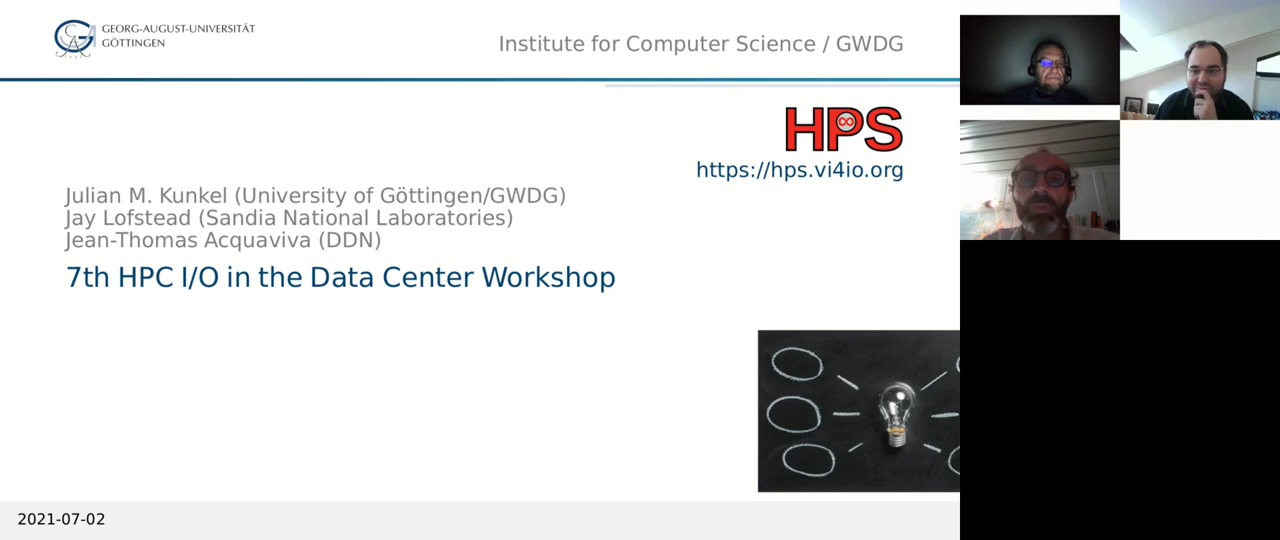 GEORG-AUGUST-UNIVERSITÄT
GÖTTINGEN
Institute for Computer Science / GWDG
HPS
https://hps.vi4io.org
Julian M. Kunkel (University of Göttingen/GWDG)
Jay Lofstead (Sandia National Laboratories)
Jean-Thomas Acquaviva (DDN)
7th HPC I/O in the Data Center Workshop
2021-07-02